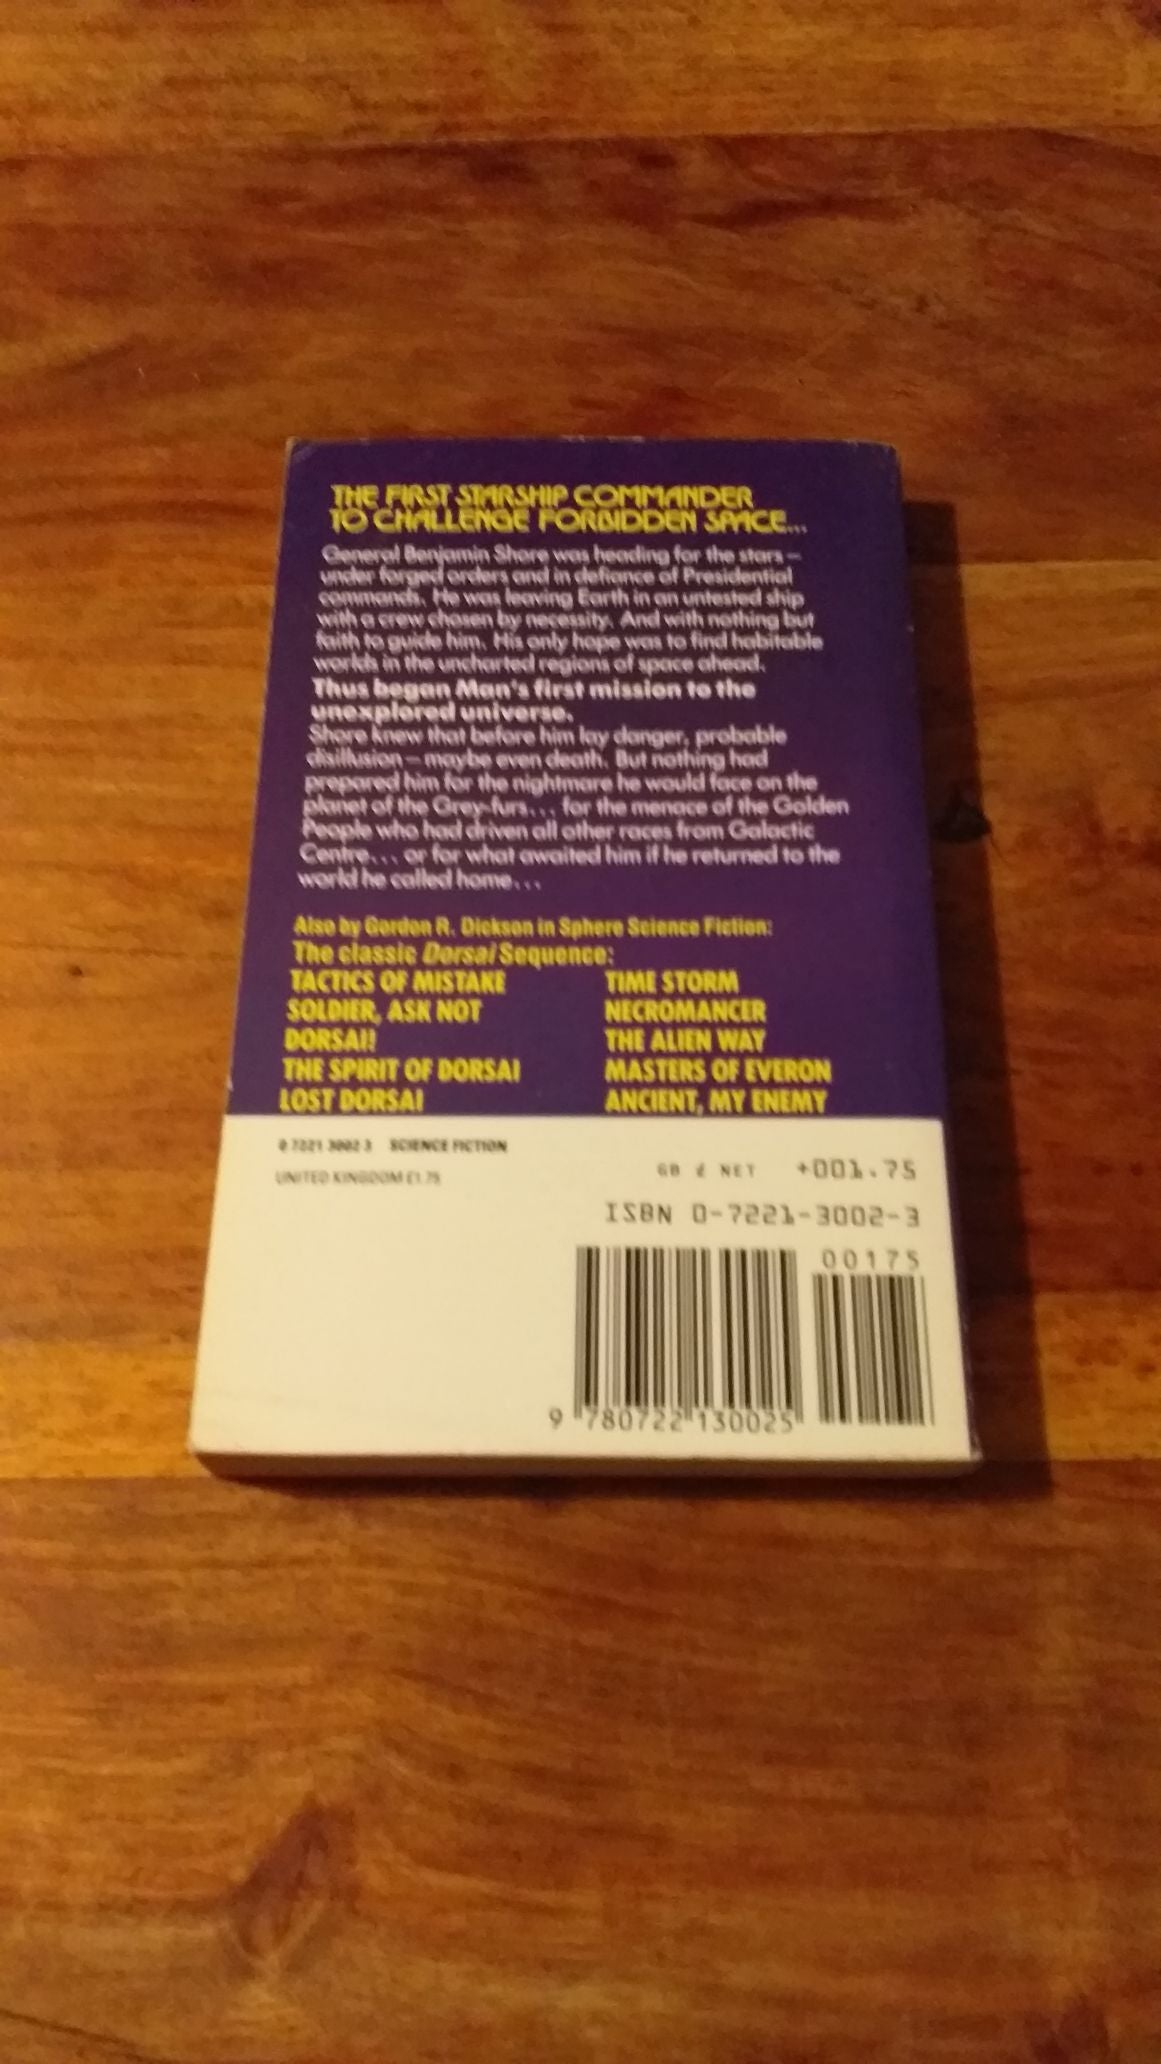 THE FIRST STARSHIP COMMANDER
TO CHALLENGE FORBIDDEN SPACE...
General Benjamin Shore was heading for the stars –
under forged orders and in defiance of Presidential
commands. He was leaving Earth in an untested ship
with a crew chosen by necessity. And with nothing but
faith to guide him. His only hope was to find habitable
worlds in the uncharted regions of space ahead.
Thus began Man's first mission to the
unexplored universe.
Shore knew that before him lay danger, probable
disillusion – maybe even death. But nothing had
prepared him for the nightmare he would face on the
planet of the Grey-furs... for the menace of the Golden
People who had driven all other races from Galactic
Centre... or for what awaited him if he returned to the
world he called home...
Also by Gordon R. Dickson in Sphere Science Fiction:
The classic Dorsai Sequence:
TACTICS OF MISTAKE TIME STORM
SOLDIER, ASK NOT NECROMANCER
DORSAI! THE ALIEN WAY
THE SPIRIT OF DORSAI MASTERS OF EVERON
LOST DORSAI ANCIENT, MY ENEMY
0 7221 3002 3 SCIENCE FICTION
UNITED KINGDOM £1.75
GB £ NET +001.75
ISBN 0-7221-3002-3
00175
9 780722 130025